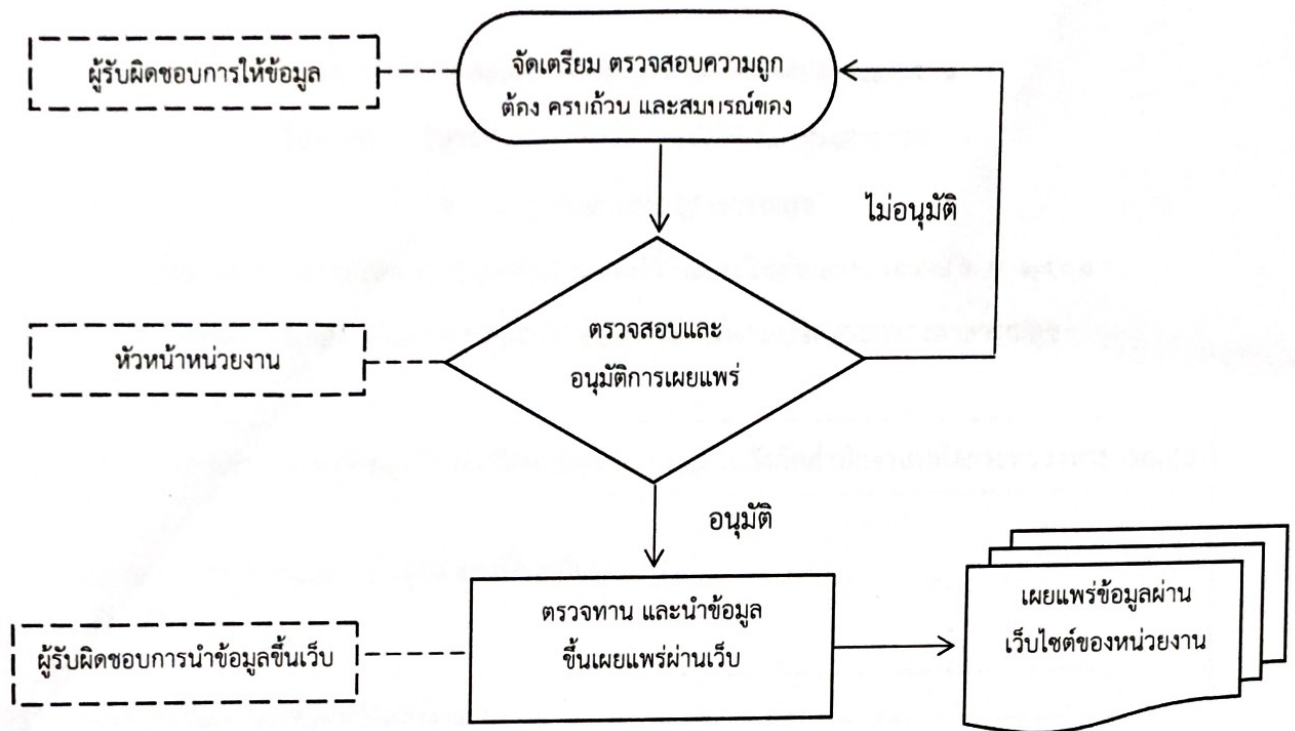 ผู้รับผิดชอบการให้ข้อมูล
จัดเตรียม ตรวจสอบความถูก
ต้อง ครบถ้วน และสมบูรณ์ของ
ไม่อนุมัติ
หัวหน้าหน่วยงาน
ตรวจสอบและ
อนุมัติการเผยแพร่
อนุมัติ
ผู้รับผิดชอบการนำข้อมูลขึ้นเว็บ
ตรวจทาน และนำข้อมูล
ขึ้นเผยแพร่ผ่านเว็บ
เผยแพร่ข้อมูลผ่าน
เว็บไซต์ของหน่วยงาน